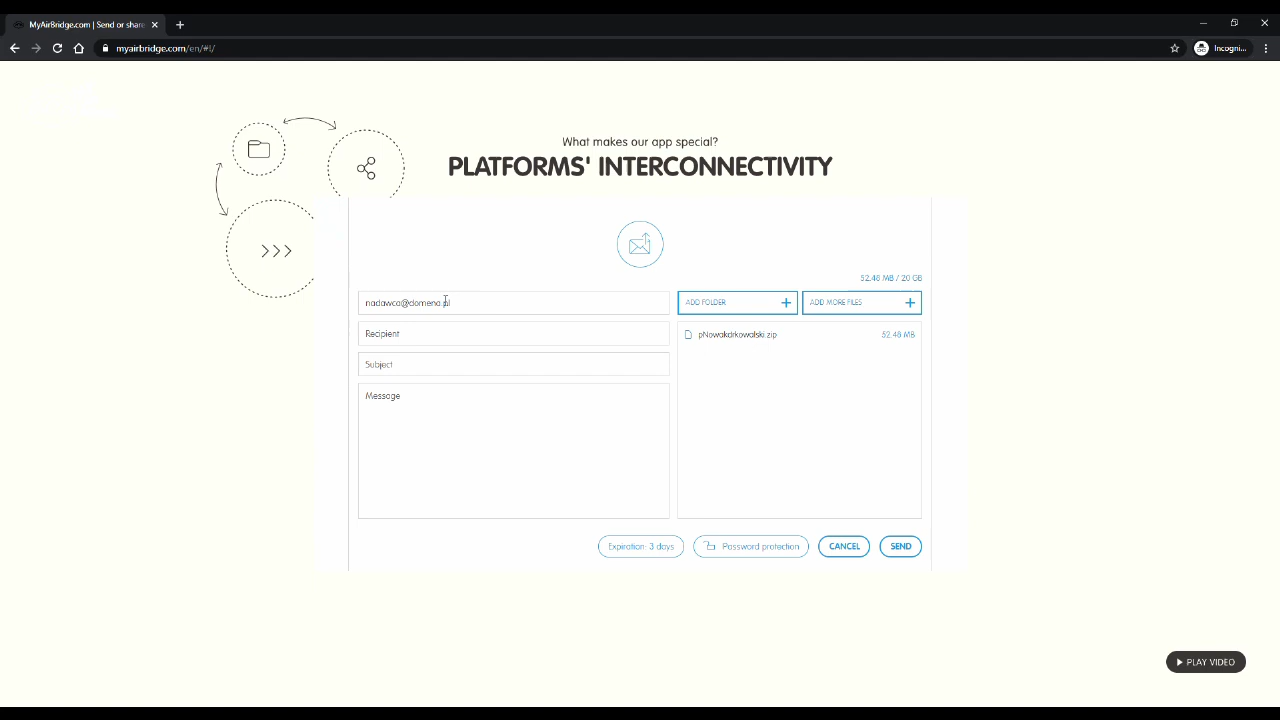 MyAirBridge.com | Send or share
myairbridge.com/en/#!/
Incogni...
What makes our app special?
PLATFORMS' INTERCONNECTIVITY
52.48 MB / 20 GB
nadawca@domena.pl
ADD FOLDER
ADD MORE FILES
Recipient
pNowakdrkowalski.zip
52.48 MB
Subject
Message
Expiration: 3 days
Password protection
CANCEL
SEND
PLAY VIDEO